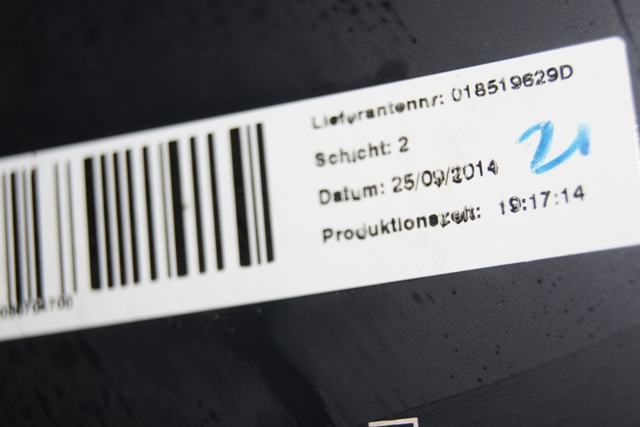 Lieferantennr: 018519629D
Schicht: 2
Datum: 25/09/2014
Produktionszeit: 19:17:14
21